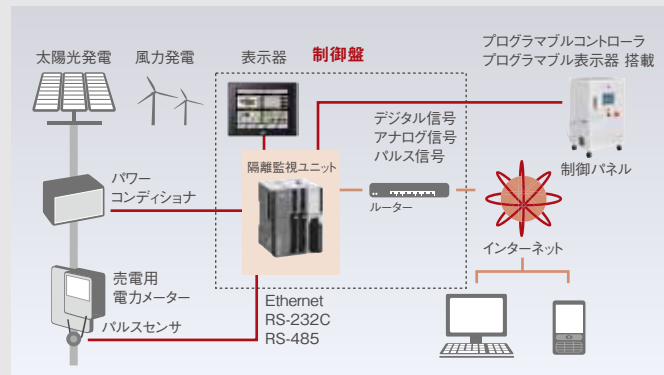 太陽光発電
風力発電
表示器
制御盤
プログラマブルコントローラ
プログラマブル表示器 搭載
デジタル信号
アナログ信号
パルス信号
制御パネル
隔離監視ユニット
ルーター
パワー
コンディショナ
インターネット
売電用
電力メーター
パルスセンサ
Ethernet
RS-232C
RS-485